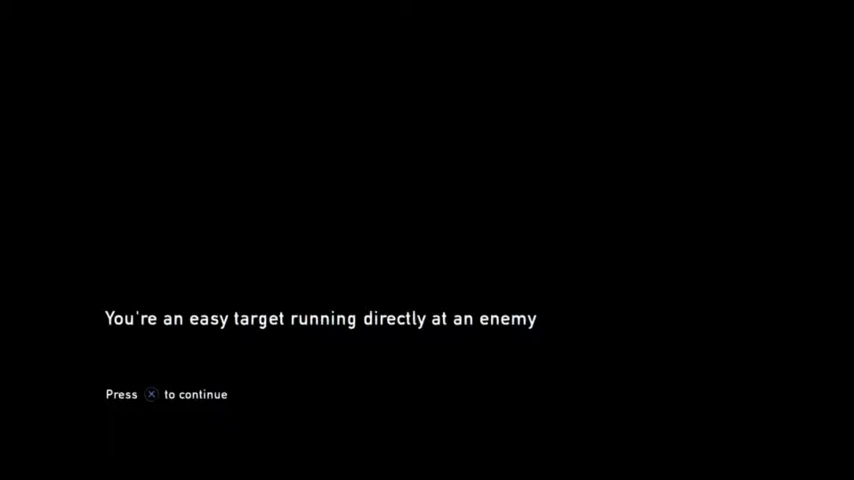 You're an easy target running directly at an enemy
Press ⓧ to continue